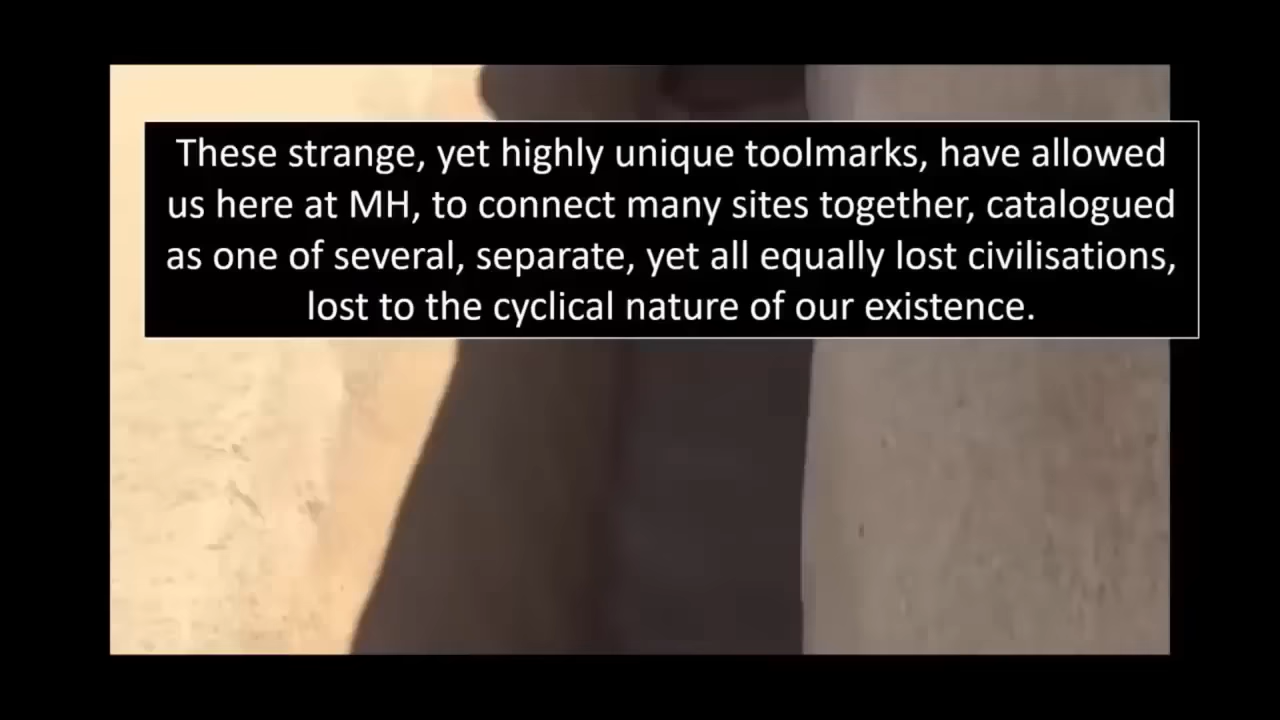 These strange, yet highly unique toolmarks, have allowed
us here at MH, to connect many sites together, catalogued
as one of several, separate, yet all equally lost civilisations,
lost to the cyclical nature of our existence.